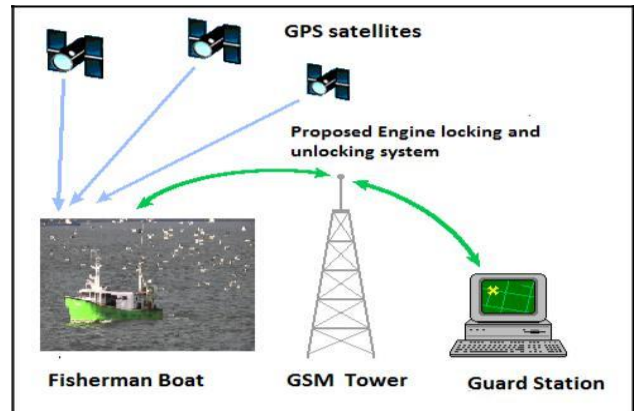 GPS satellites
Proposed Engine locking and
unlocking system
Fisherman Boat
GSM Tower
Guard Station